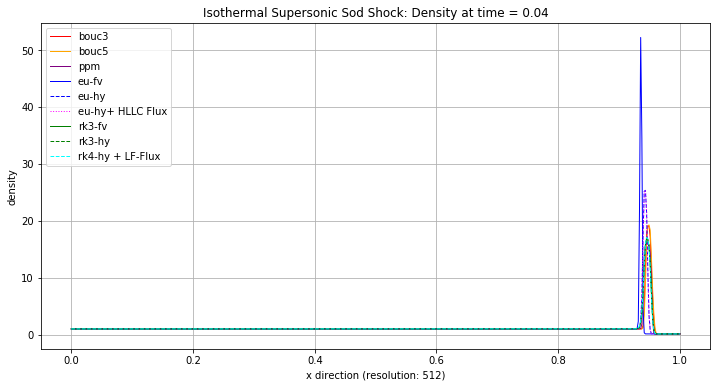 Isothermal Supersonic Sod Shock: Density at time = 0.04
bouc3
bouc5
ppm
eu-fv
eu-hy
eu-hy+ HLLC Flux
rk3-fv
rk3-hy
rk4-hy + LF-Flux
density
50
40
30
20
10
0
0.0 0.2 0.4 0.6 0.8 1.0
x direction (resolution: 512)